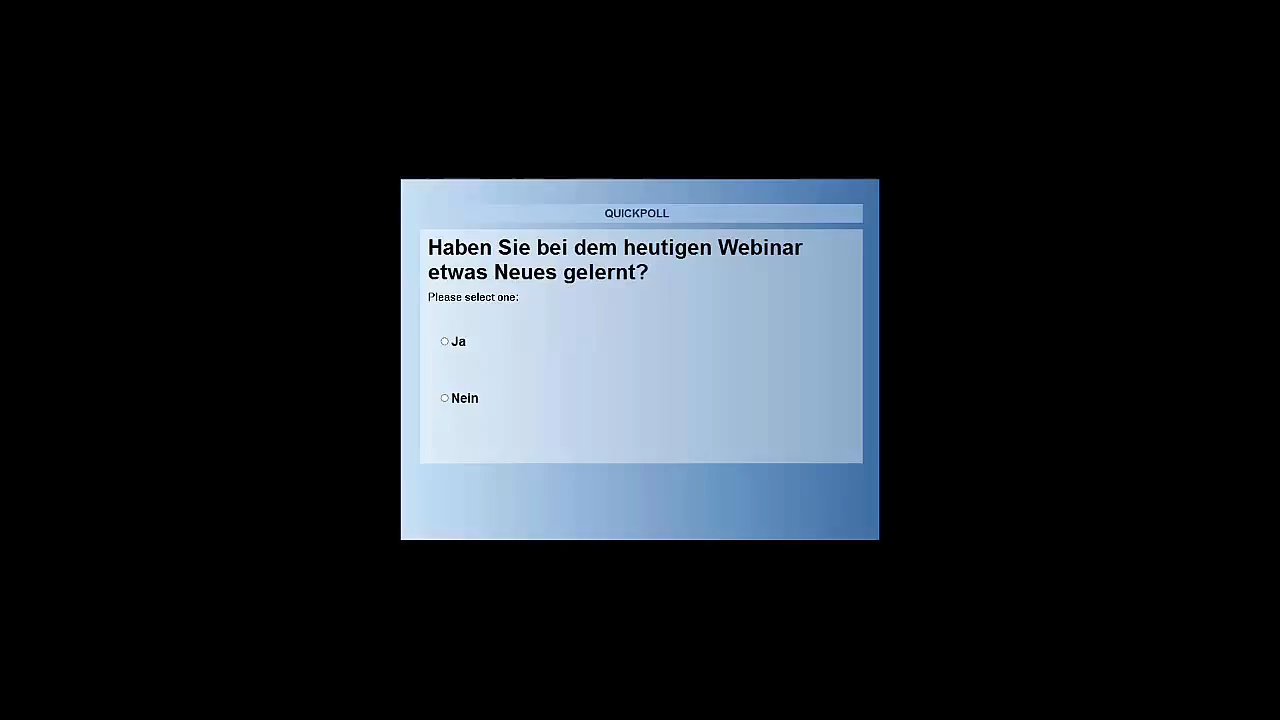 QUICKPOLL
Haben Sie bei dem heutigen Webinar
etwas Neues gelernt?
Please select one:
Ja
Nein